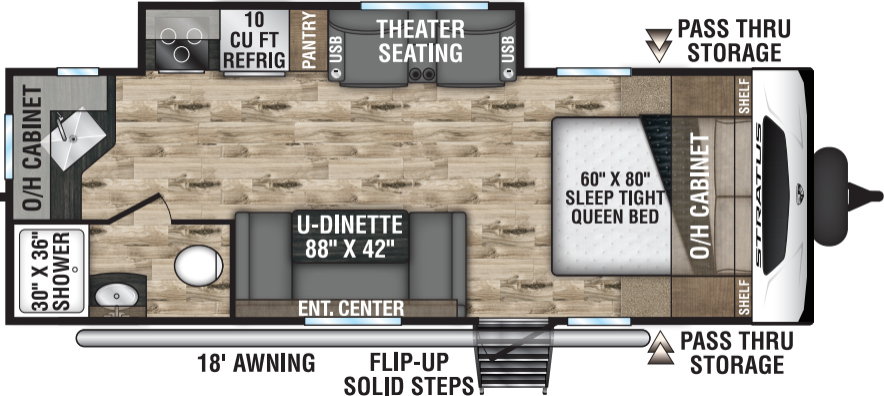 10
CU FT
REFRIG
PANTRY
USB
THEATER
SEATING
USB
PASS THRU
STORAGE
O/H CABINET
SHELF
60" X 80"
SLEEP TIGHT
QUEEN BED
O/H CABINET
STRATUS
U-DINETTE
88" X 42"
30" X 36"
SHOWER
ENT. CENTER
SHELF
18' AWNING
FLIP-UP
SOLID STEPS
PASS THRU
STORAGE